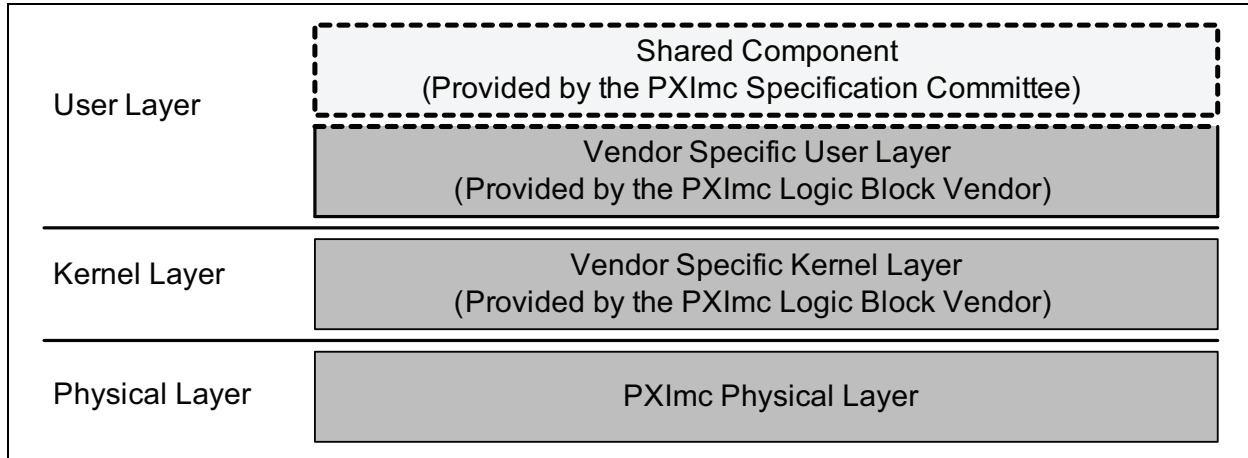 User Layer
Shared Component
(Provided by the PXImc Specification Committee)
Vendor Specific User Layer
(Provided by the PXImc Logic Block Vendor)
Kernel Layer
Vendor Specific Kernel Layer
(Provided by the PXImc Logic Block Vendor)
Physical Layer
PXImc Physical Layer